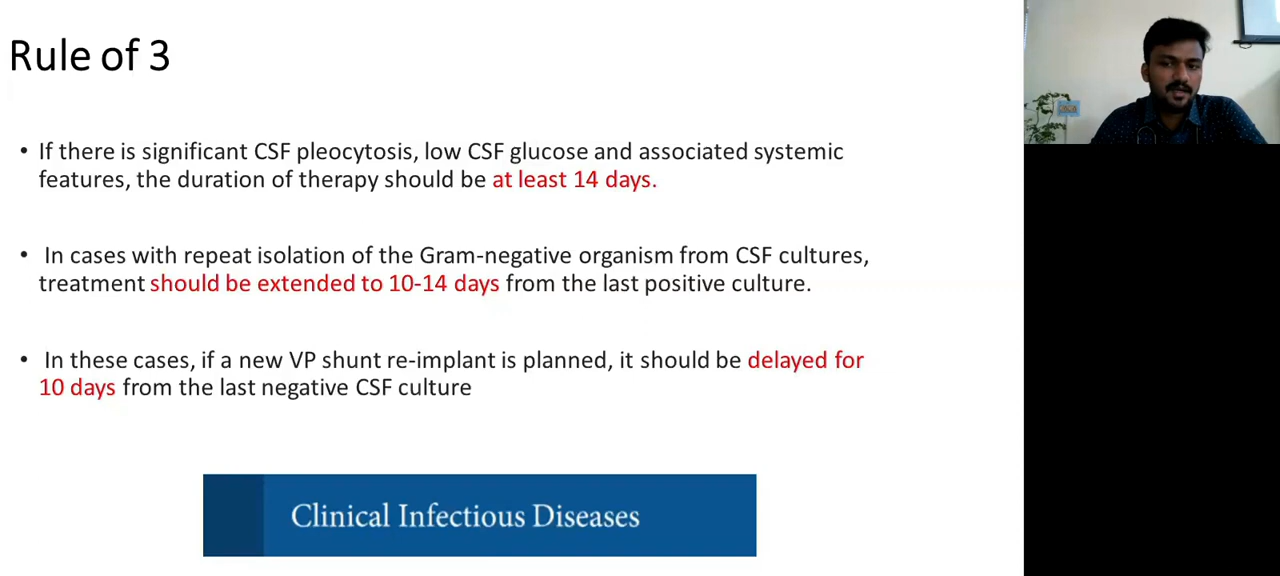 Rule of 3
• If there is significant CSF pleocytosis, low CSF glucose and associated systemic
features, the duration of therapy should be at least 14 days.
• In cases with repeat isolation of the Gram-negative organism from CSF cultures,
treatment should be extended to 10-14 days from the last positive culture.
• In these cases, if a new VP shunt re-implant is planned, it should be delayed for
10 days from the last negative CSF culture
Clinical Infectious Diseases